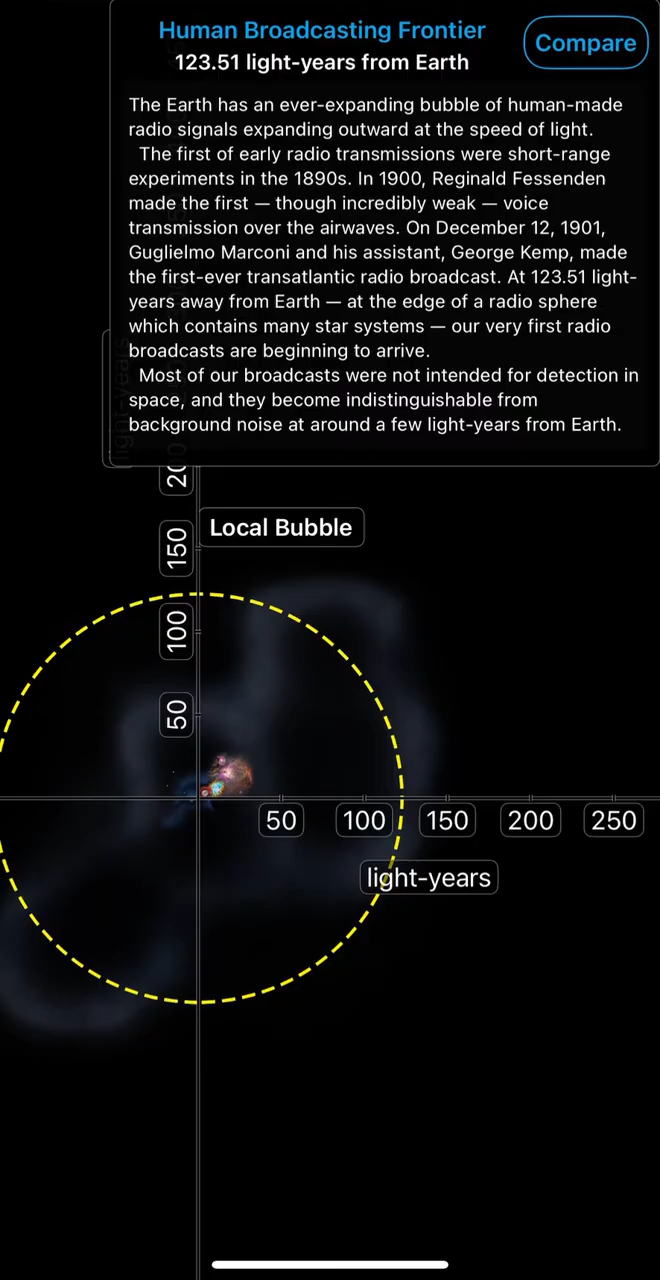 Human Broadcasting Frontier
123.51 light-years from Earth
Compare
The Earth has an ever-expanding bubble of human-made
radio signals expanding outward at the speed of light.
The first of early radio transmissions were short-range
experiments in the 1890s. In 1900, Reginald Fessenden
made the first — though incredibly weak — voice
transmission over the airwaves. On December 12, 1901,
Guglielmo Marconi and his assistant, George Kemp, made
the first-ever transatlantic radio broadcast. At 123.51 light-
years away from Earth — at the edge of a radio sphere
which contains many star systems — our very first radio
broadcasts are beginning to arrive.
Most of our broadcasts were not intended for detection in
space, and they become indistinguishable from
background noise at around a few light-years from Earth.
light-years
200
Local Bubble
150
100
50
50 100 150 200 250
light-years